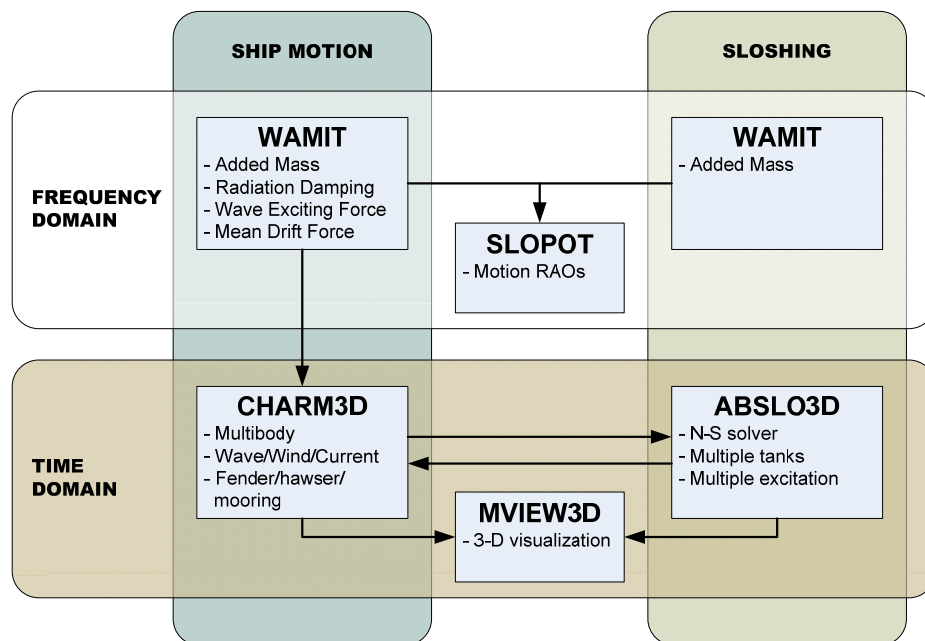 SHIP MOTION
SLOSHING
FREQUENCY
DOMAIN
WAMIT
- Added Mass
- Radiation Damping
- Wave Exciting Force
- Mean Drift Force
SLOPOT
- Motion RAOs
WAMIT
- Added Mass
TIME
DOMAIN
CHARM3D
- Multibody
- Wave/Wind/Current
- Fender/hawser/
mooring
MVIEW3D
- 3-D visualization
ABSLO3D
- N-S solver
- Multiple tanks
- Multiple excitation